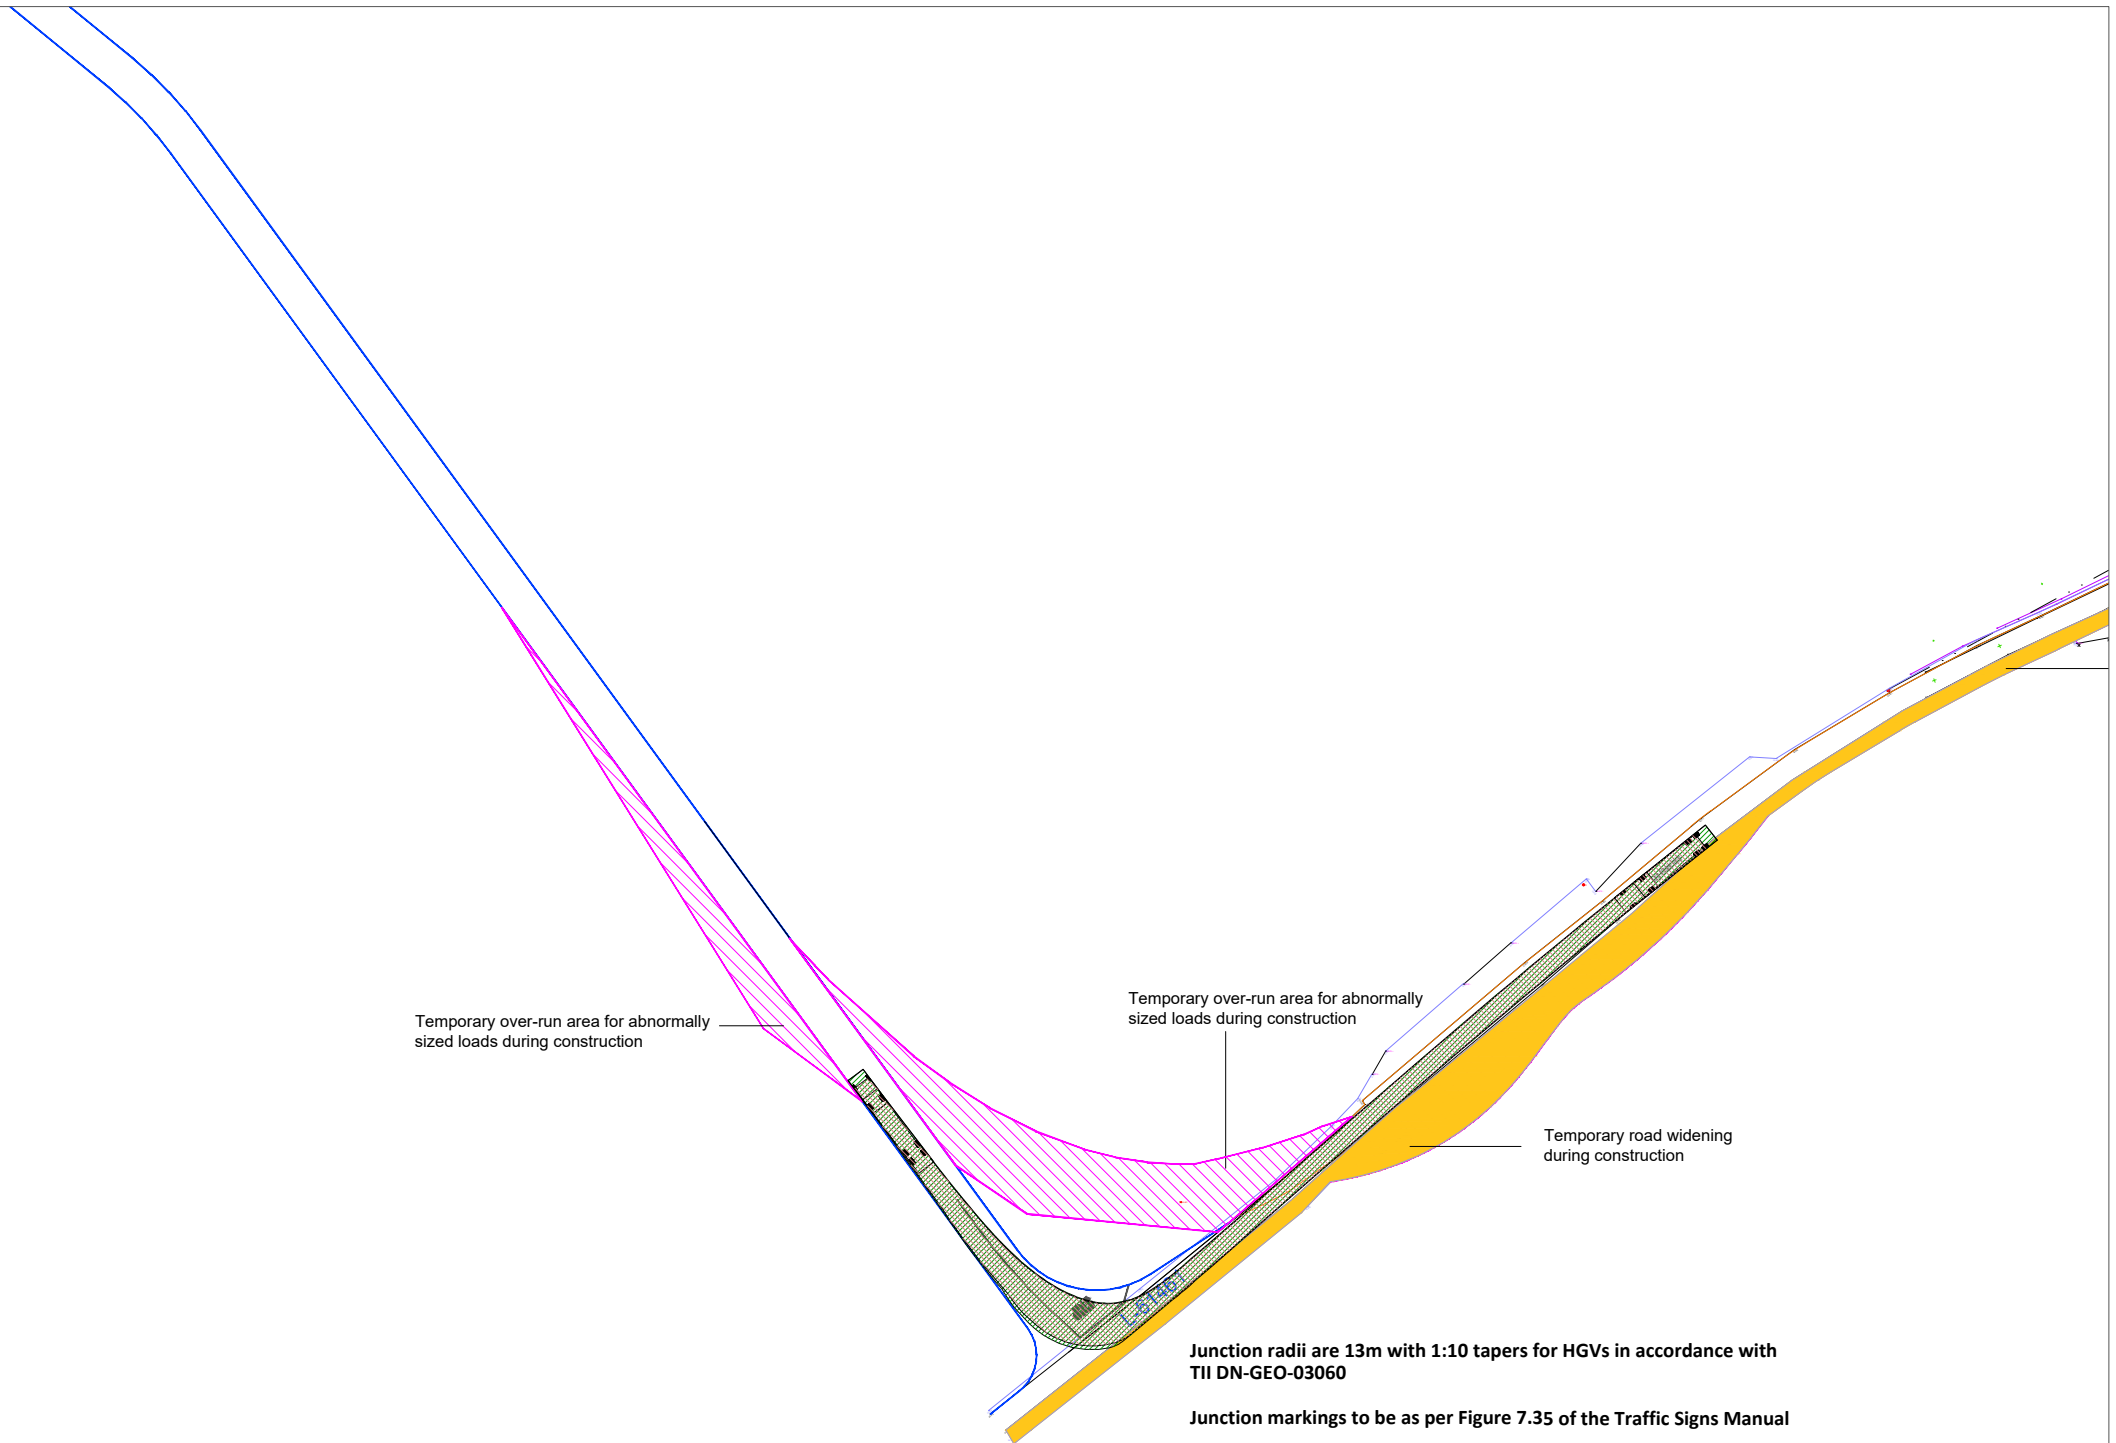 Temporary over-run area for abnormally
sized loads during construction
Temporary over-run area for abnormally
sized loads during construction
Temporary road widening
during construction
L-61461
Junction radii are 13m with 1:10 tapers for HGVs in accordance with
TII DN-GEO-03060
Junction markings to be as per Figure 7.35 of the Traffic Signs Manual